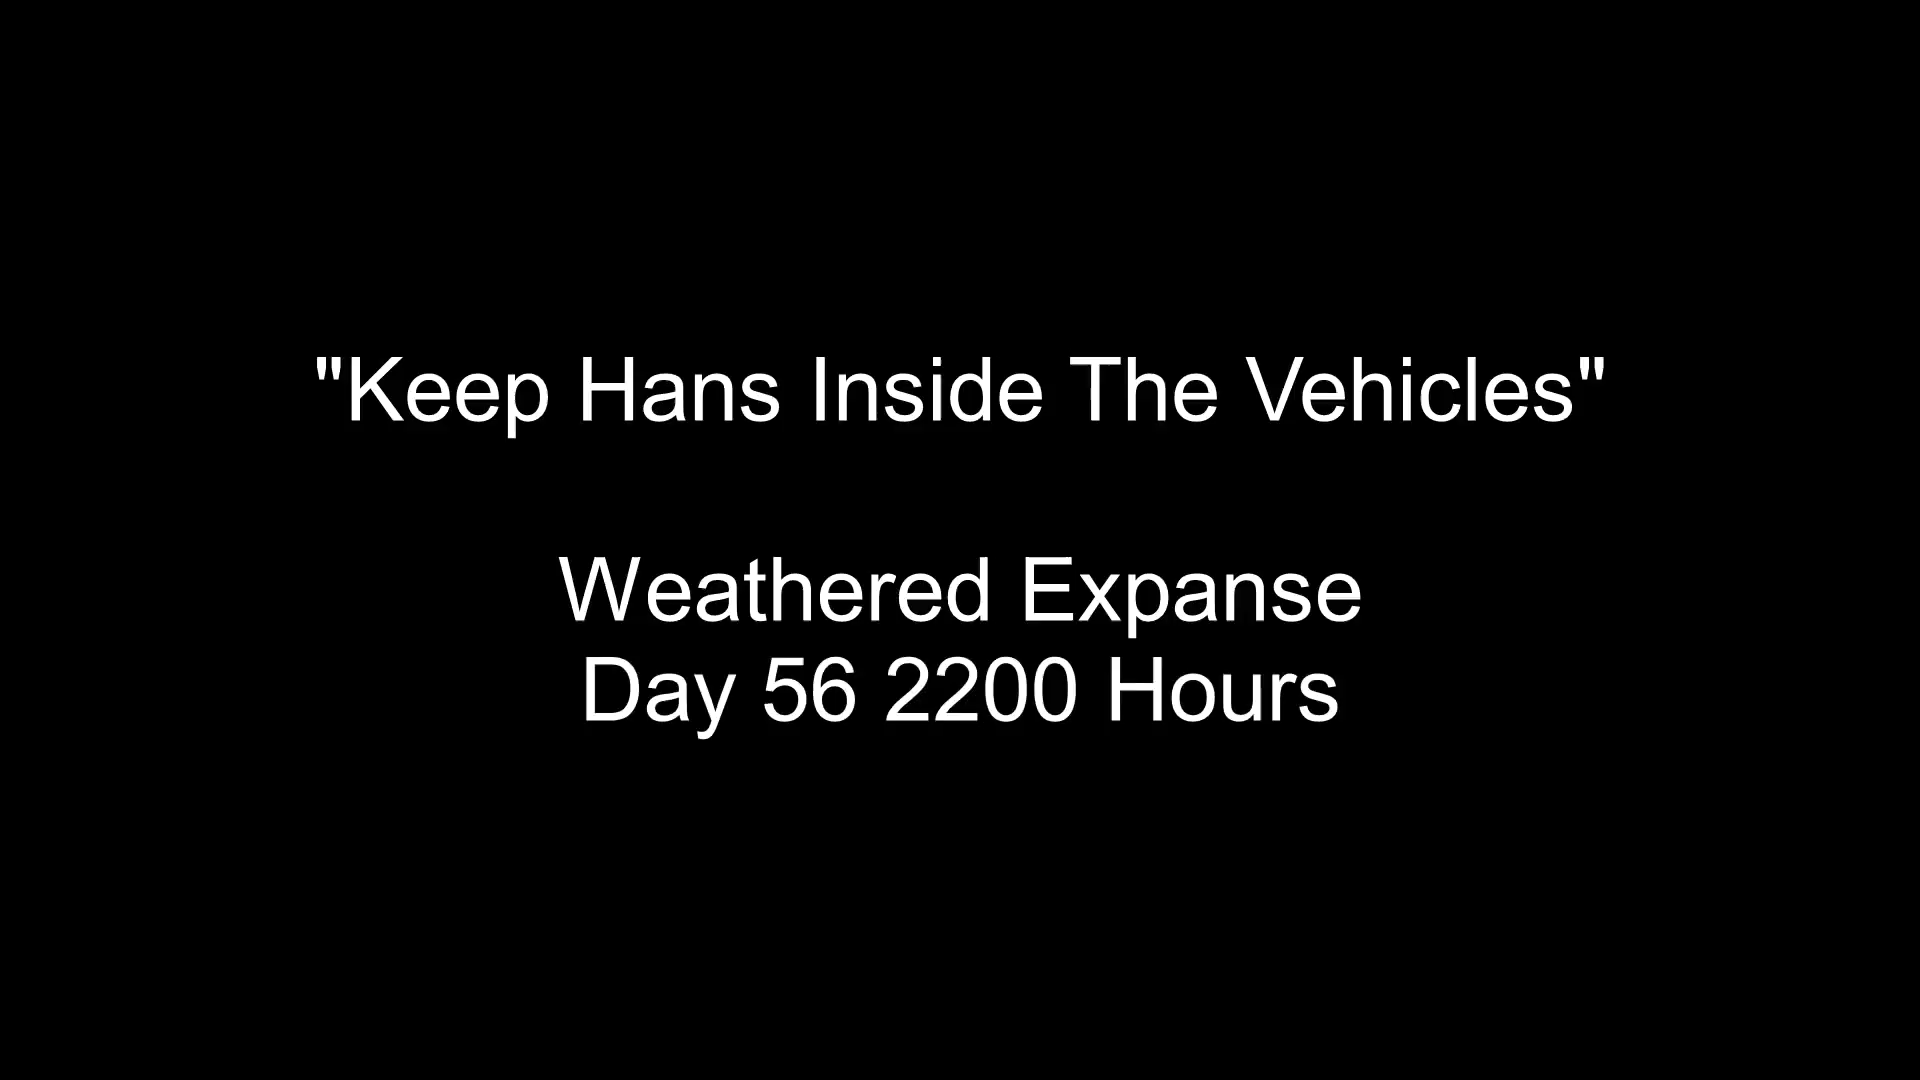 "Keep Hans Inside The Vehicles"
Weathered Expanse
Day 56 2200 Hours